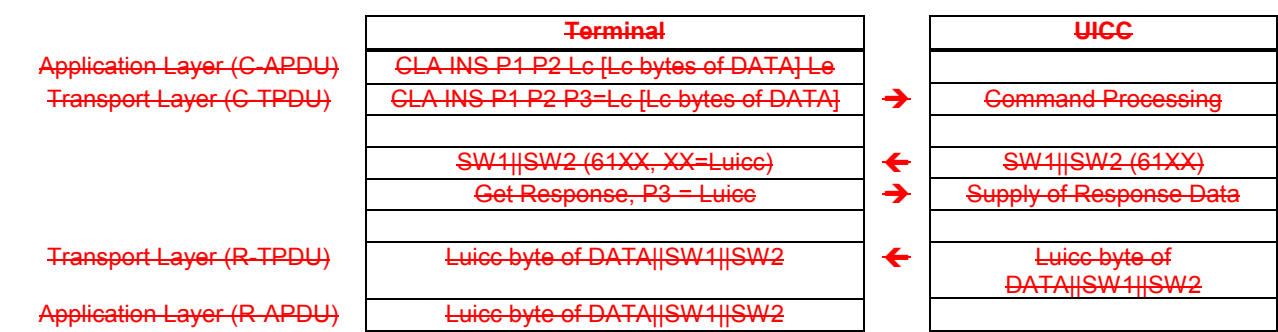 Terminal UICC
Application Layer (C-APDU) CLA INS P1 P2 Lc [Lc bytes of DATA] Le
Transport Layer (C-TPDU) CLA INS P1 P2 P3=Lc [Lc bytes of DATA] → Command Processing
SW1||SW2 (61XX, XX=Luicc) ← SW1||SW2 (61XX)
Get Response, P3 = Luicc → Supply of Response Data
Transport Layer (R-TPDU) Luicc byte of DATA||SW1||SW2 ← Luicc byte of
DATA||SW1||SW2
Application Layer (R-APDU) Luicc byte of DATA||SW1||SW2